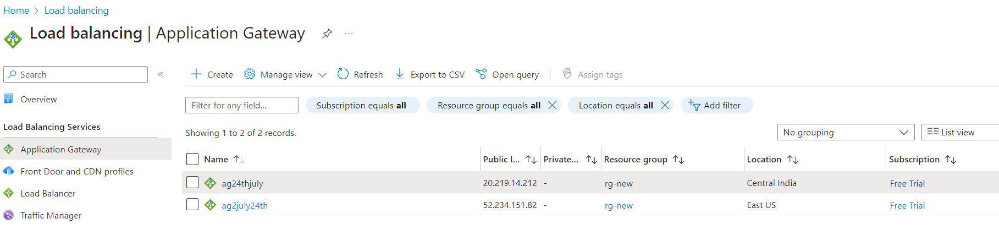 Home > Load balancing
Load balancing | Application Gateway ...
Search «
Overview
Load Balancing Services
Application Gateway
Front Door and CDN profiles
Load Balancer
Traffic Manager
Create Manage view Refresh Export to CSV Open query Assign tags
Filter for any field... Subscription equals all Resource group equals all Location equals all Add filter
Showing 1 to 2 of 2 records. No grouping List view
Name Public I... Private... Resource group Location Subscription
ag24thjuly 20.219.14.212 - rg-new Central India Free Trial
ag2july24th 52.234.151.82 - rg-new East US Free Trial